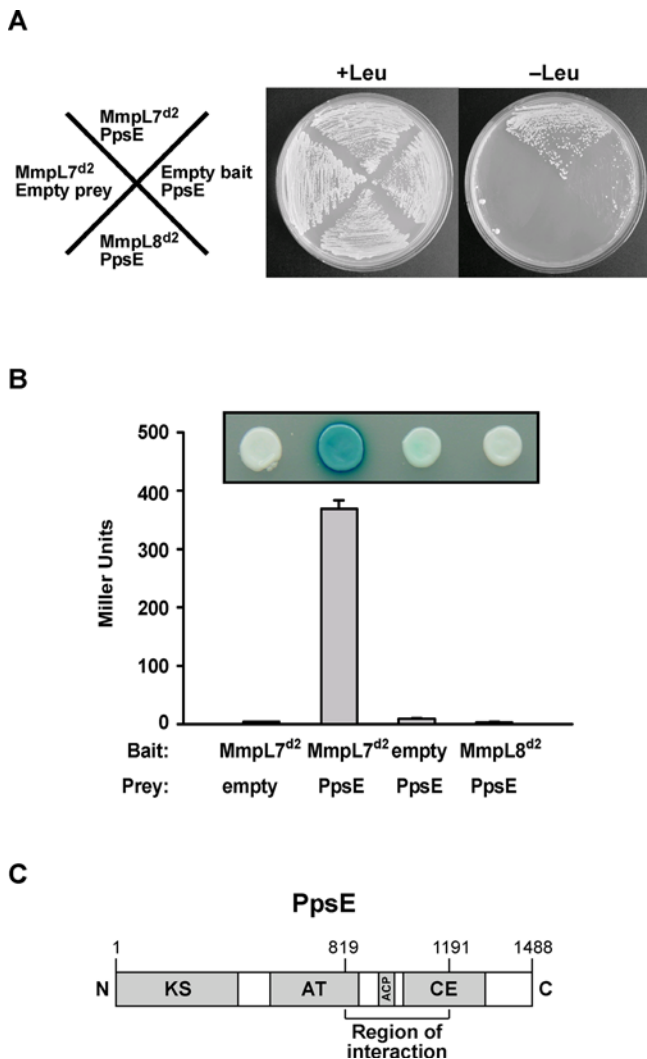 A
+Leu
–Leu
MmpL7d2
PpsE
MmpL7d2
Empty prey
Empty bait
PpsE
MmpL8d2
PpsE
B
500
400
300
200
100
0
Miller Units
Bait: MmpL7d2 MmpL7d2 empty MmpL8d2
Prey: empty PpsE PpsE PpsE
C
PpsE
1 819 1191 1488
N KS AT ACP CE C
Region of
interaction